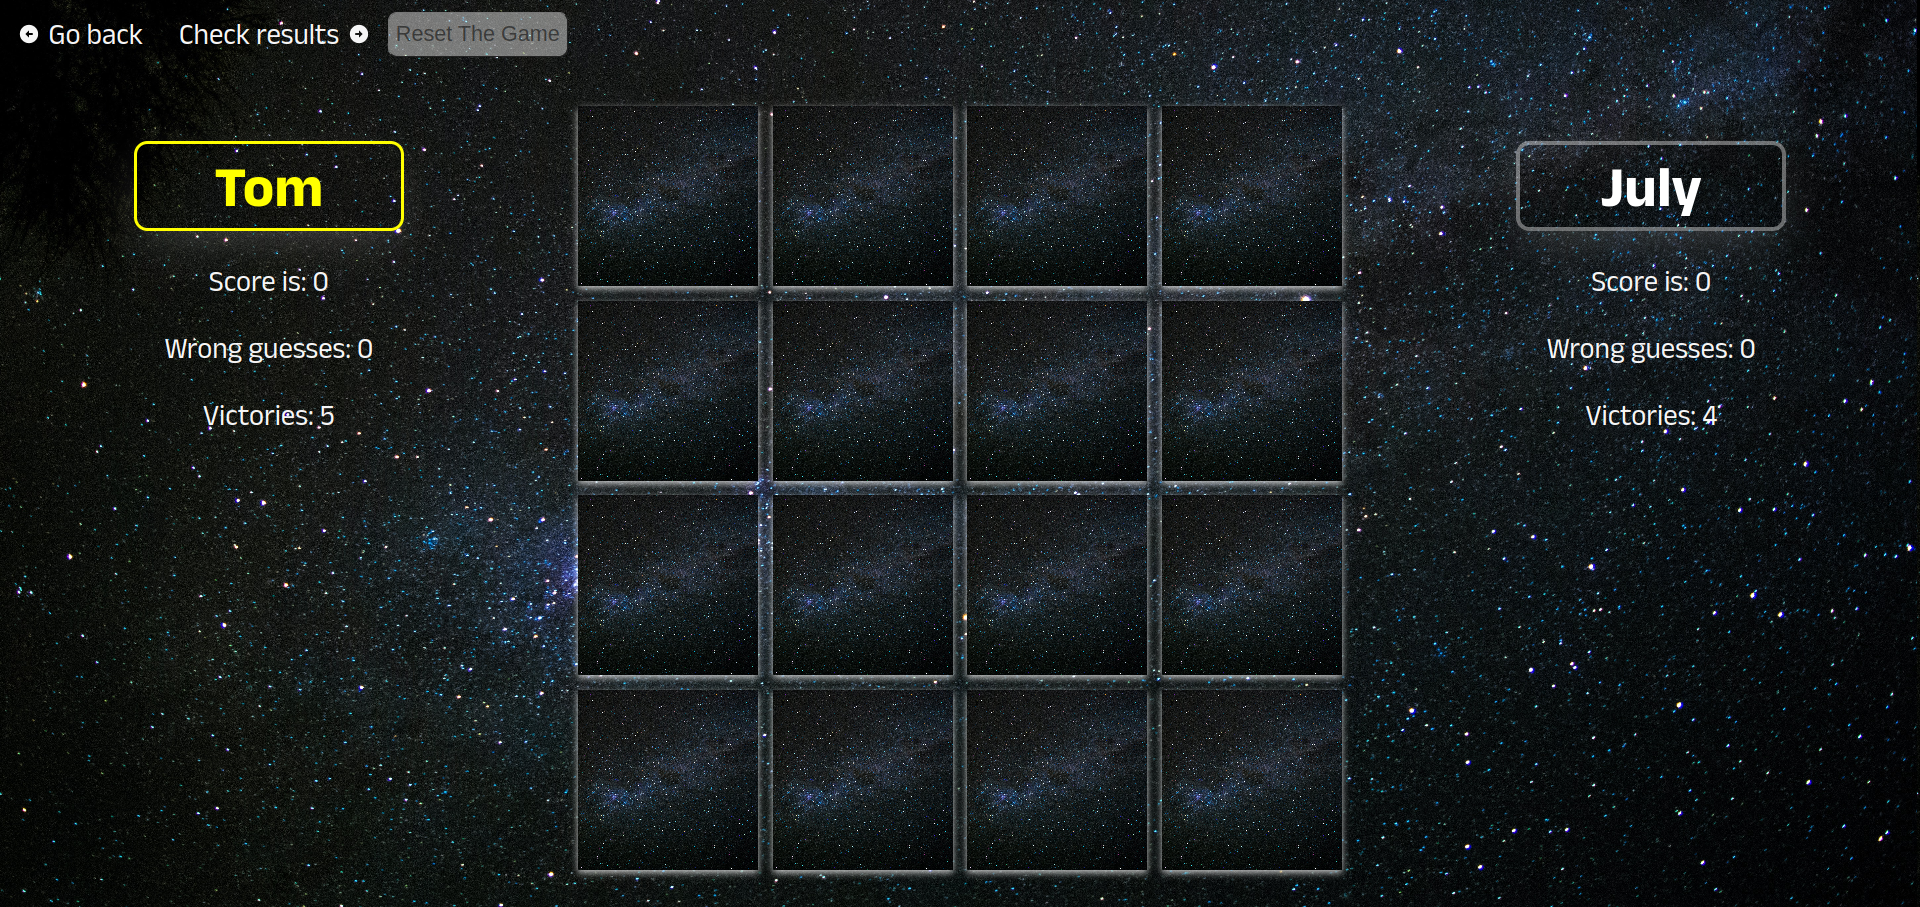 Go back
Check results
Reset The Game
Tom
Score is: 0
Wrong guesses: 0
Victories: 5
July
Score is: 0
Wrong guesses: 0
Victories: 4